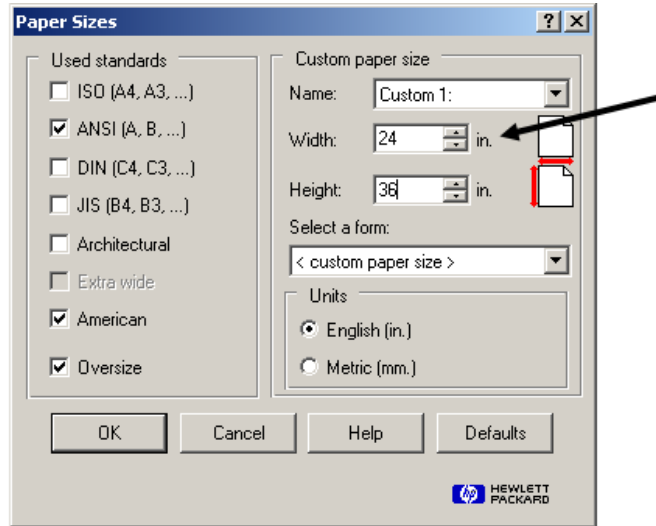 Paper Sizes
Used standards
ISO (A4, A3, ...)
ANSI (A, B, ...)
DIN (C4, C3, ...)
JIS (B4, B3, ...)
Architectural
Extra wide
American
Oversize
Custom paper size
Name: Custom 1:
Width: 24 in.
Height: 36 in.
Select a form:
< custom paper size >
Units
English (in.)
Metric (mm.)
OK Cancel Help Defaults
hp HEWLETT
PACKARD